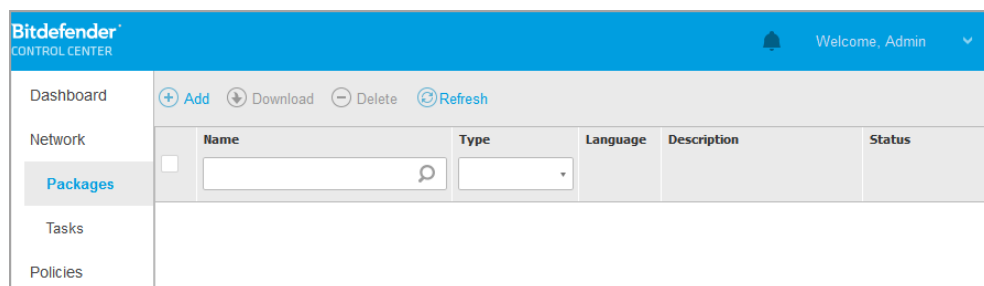 Bitdefender
CONTROL CENTER
Welcome, Admin
Dashboard
Network
Packages
Tasks
Policies
Add Download Delete Refresh
Name Type Language Description Status